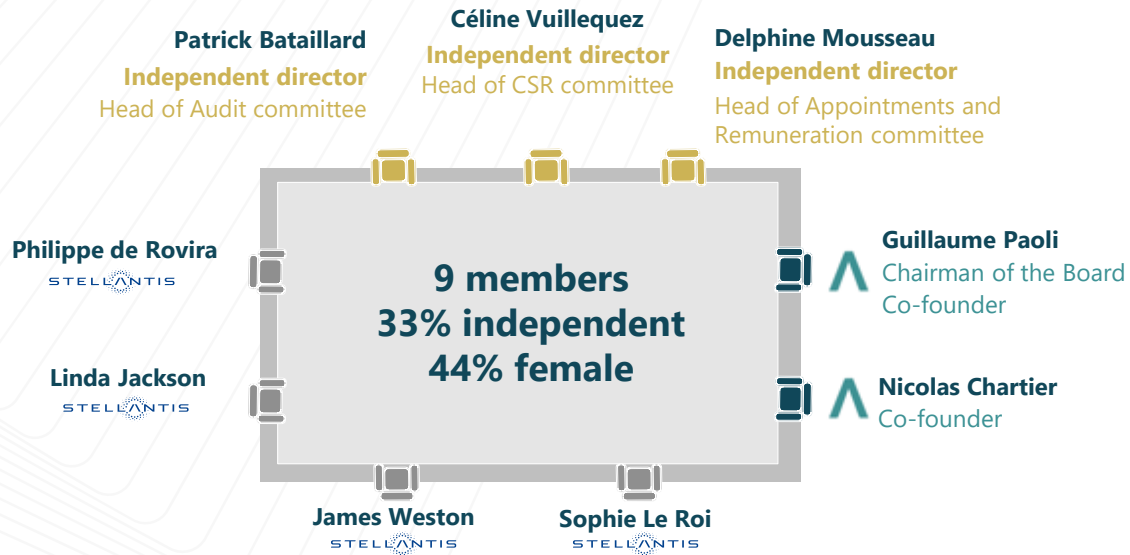 Patrick Bataillard
Independent director
Head of Audit committee
Céline Vuillequez
Independent director
Head of CSR committee
Delphine Mousseau
Independent director
Head of Appointments and
Remuneration committee
Philippe de Rovira
STELLANTIS
Linda Jackson
STELLANTIS
9 members
33% independent
44% female
Guillaume Paoli
Chairman of the Board
Co-founder
Nicolas Chartier
Co-founder
James Weston
STELLANTIS
Sophie Le Roi
STELLANTIS